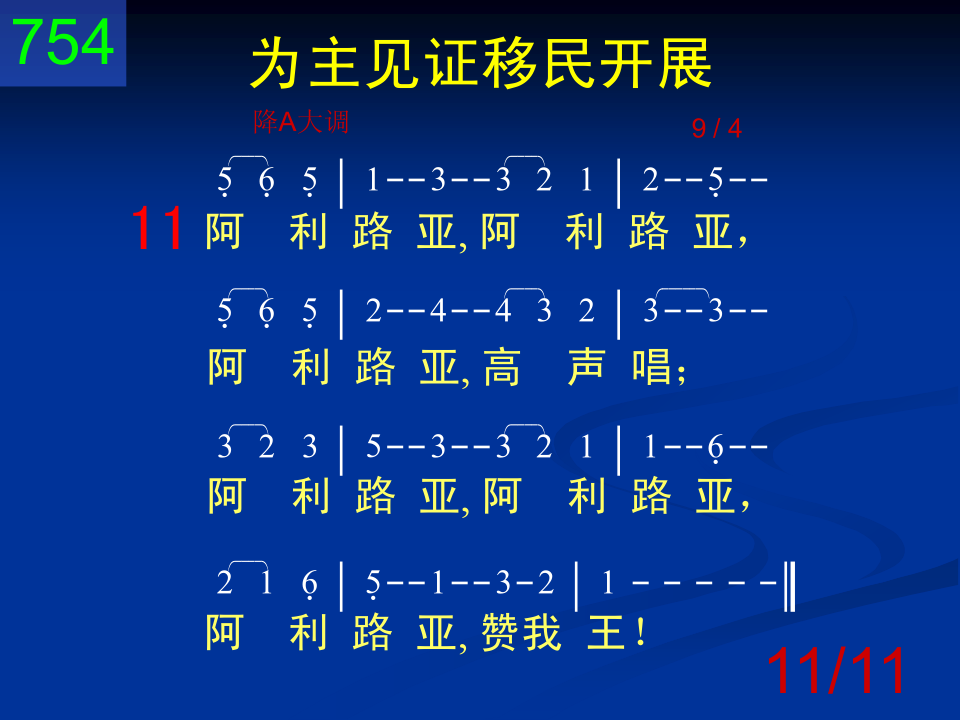 754
为主见证移民开展
降A大调 9 / 4
5̣ 6̣ 5̣ | 1--3--3 2 1 | 2--5̣--
11 阿 利 路 亚, 阿 利 路 亚，
5̣ 6̣ 5̣ | 2--4--4 3 2 | 3--3--
阿 利 路 亚, 高 声 唱；
3 2 3 | 5--3--3 2 1 | 1--6̣--
阿 利 路 亚, 阿 利 路 亚，
2 1 6̣ | 5̣--1--3-2 | 1 - - - - -‖
阿 利 路 亚, 赞我 王！
11/11